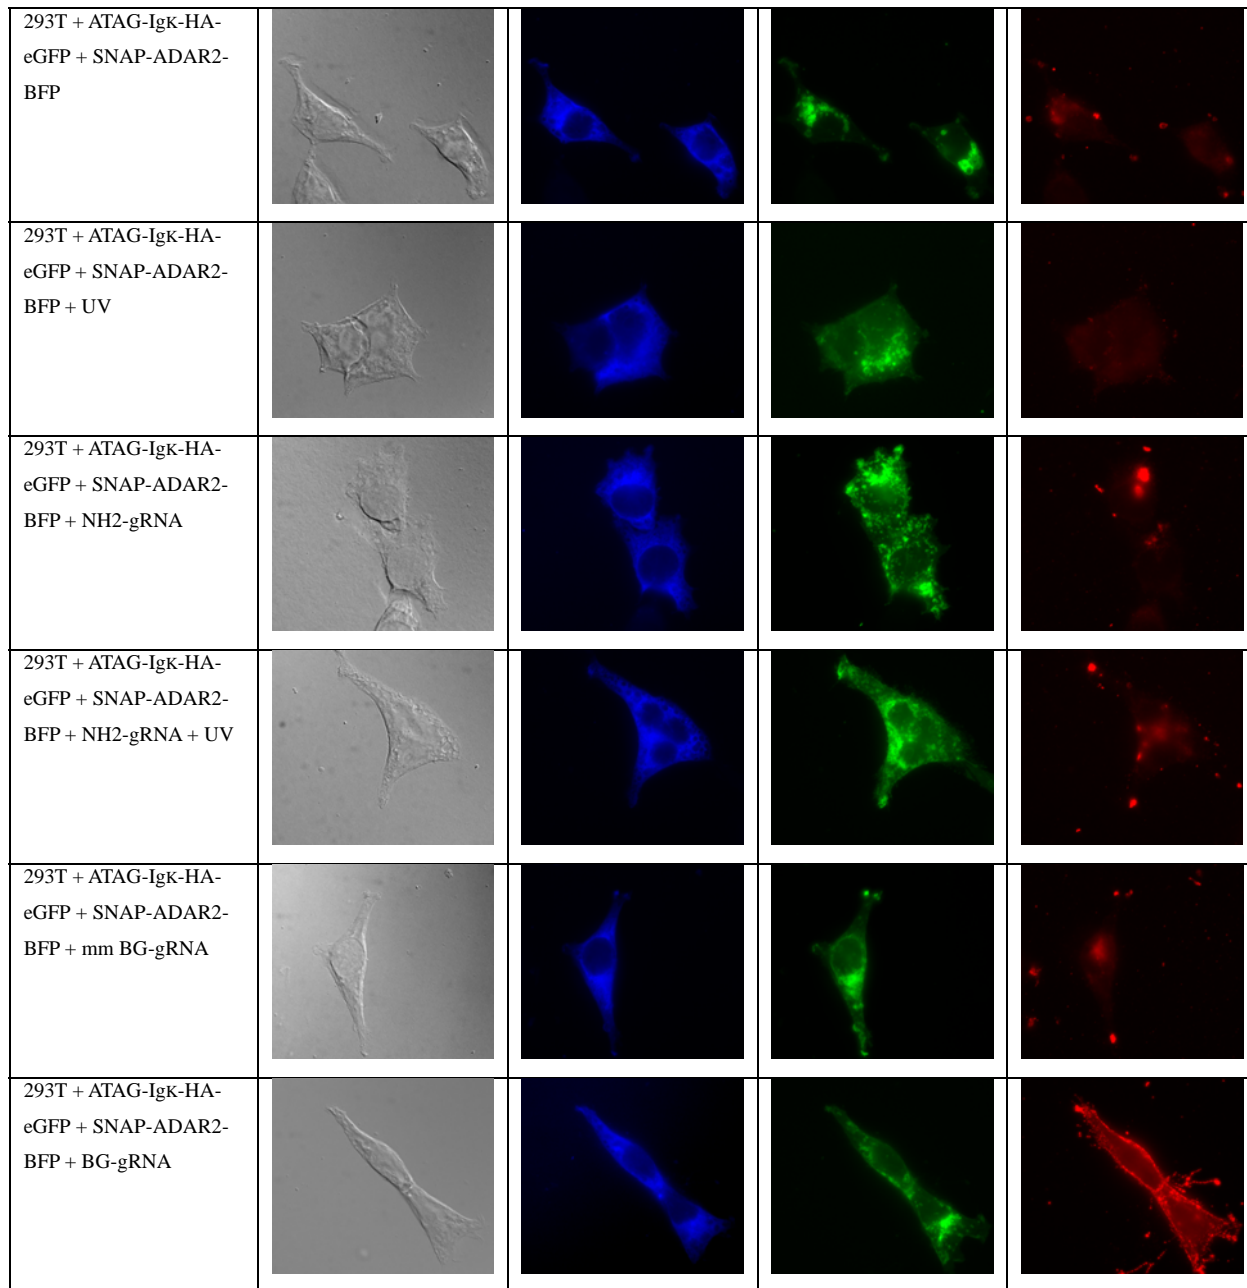 293T + ATAG-Igκ-HA-
eGFP + SNAP-ADAR2-
BFP
293T + ATAG-Igκ-HA-
eGFP + SNAP-ADAR2-
BFP + UV
293T + ATAG-Igκ-HA-
eGFP + SNAP-ADAR2-
BFP + NH2-gRNA
293T + ATAG-Igκ-HA-
eGFP + SNAP-ADAR2-
BFP + NH2-gRNA + UV
293T + ATAG-Igκ-HA-
eGFP + SNAP-ADAR2-
BFP + mm BG-gRNA
293T + ATAG-Igκ-HA-
eGFP + SNAP-ADAR2-
BFP + BG-gRNA